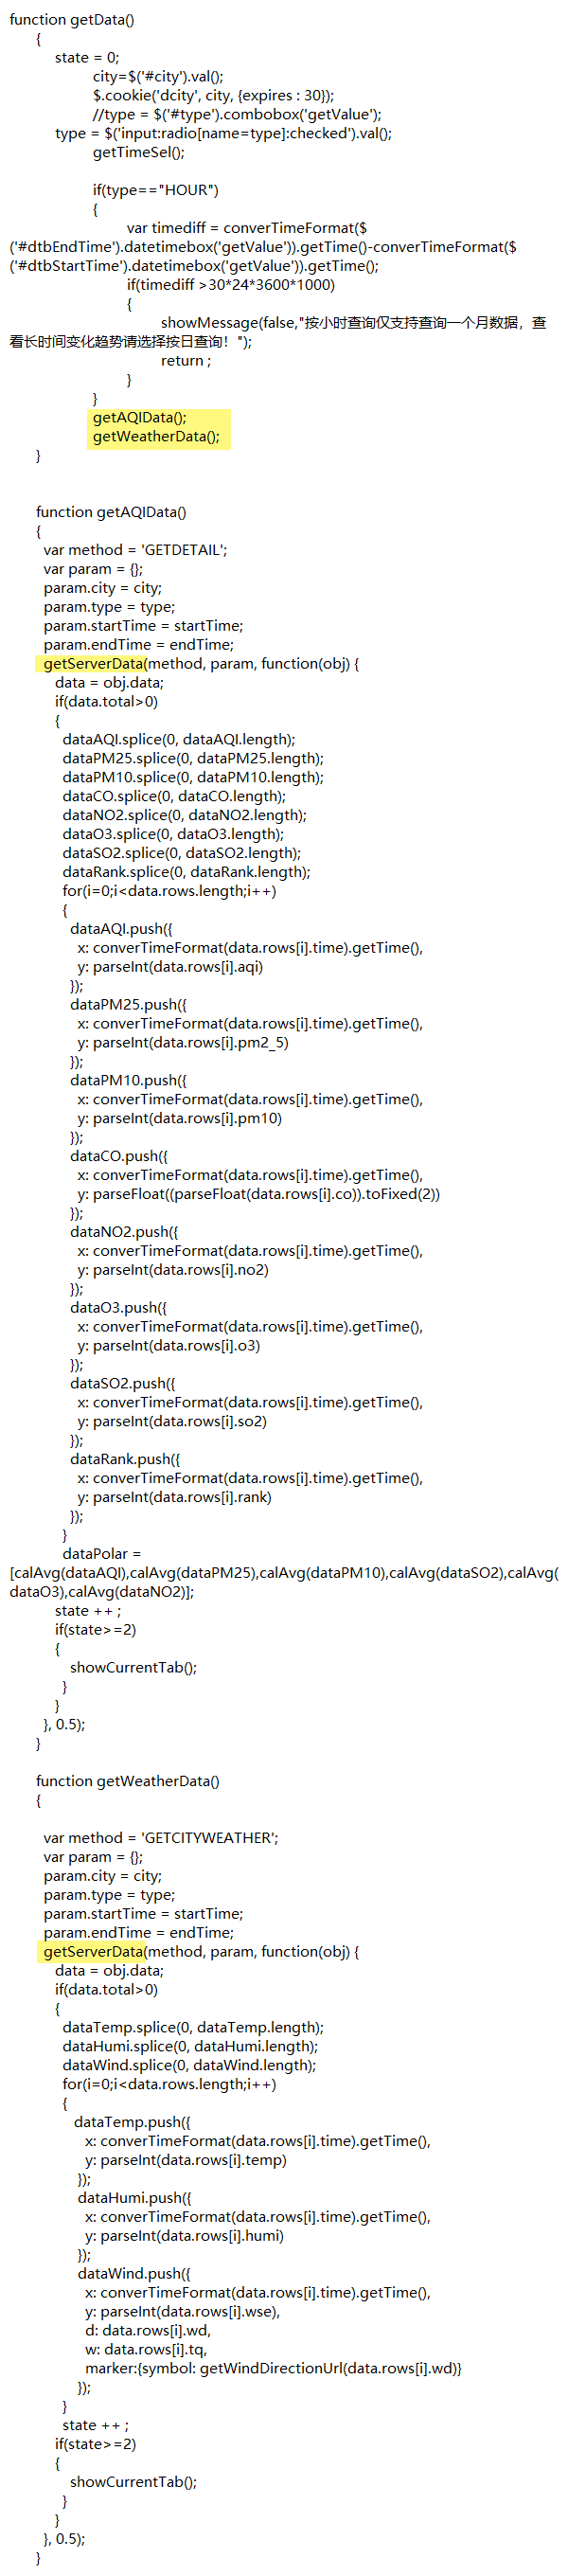 function getData()
{
state = 0;
city=$('#city').val();
$.cookie('dcity', city, {expires : 30});
//type = $('#type').combobox('getValue');
type = $('input:radio[name=type]:checked').val();
getTimeSel();
if(type=="HOUR")
{
var timediff = converTimeFormat($
('#dtbEndTime').datetimebox('getValue')).getTime()-converTimeFormat($
('#dtbStartTime').datetimebox('getValue')).getTime();
if(timediff >30*24*3600*1000)
{
showMessage(false,"按小时查询仅支持查询一个月数据，查
看长时间变化趋势请选择按日查询！");
return ;
}
}
getAQIData();
getWeatherData();
}
function getAQIData()
{
var method = 'GETDETAIL';
var param = {};
param.city = city;
param.type = type;
param.startTime = startTime;
param.endTime = endTime;
getServerData(method, param, function(obj) {
data = obj.data;
if(data.total>0)
{
dataAQI.splice(0, dataAQI.length);
dataPM25.splice(0, dataPM25.length);
dataPM10.splice(0, dataPM10.length);
dataCO.splice(0, dataCO.length);
dataNO2.splice(0, dataNO2.length);
dataO3.splice(0, dataO3.length);
dataSO2.splice(0, dataSO2.length);
dataRank.splice(0, dataRank.length);
for(i=0;i<data.rows.length;i++)
{
dataAQI.push({
x: converTimeFormat(data.rows[i].time).getTime(),
y: parseInt(data.rows[i].aqi)
});
dataPM25.push({
x: converTimeFormat(data.rows[i].time).getTime(),
y: parseInt(data.rows[i].pm2_5)
});
dataPM10.push({
x: converTimeFormat(data.rows[i].time).getTime(),
y: parseInt(data.rows[i].pm10)
});
dataCO.push({
x: converTimeFormat(data.rows[i].time).getTime(),
y: parseFloat((parseFloat(data.rows[i].co)).toFixed(2))
});
dataNO2.push({
x: converTimeFormat(data.rows[i].time).getTime(),
y: parseInt(data.rows[i].no2)
});
dataO3.push({
x: converTimeFormat(data.rows[i].time).getTime(),
y: parseInt(data.rows[i].o3)
});
dataSO2.push({
x: converTimeFormat(data.rows[i].time).getTime(),
y: parseInt(data.rows[i].so2)
});
dataRank.push({
x: converTimeFormat(data.rows[i].time).getTime(),
y: parseInt(data.rows[i].rank)
});
}
dataPolar =
[calAvg(dataAQI),calAvg(dataPM25),calAvg(dataPM10),calAvg(dataSO2),calAvg(
dataO3),calAvg(dataNO2)];
state ++ ;
if(state>=2)
{
showCurrentTab();
}
}
}, 0.5);
}
function getWeatherData()
{
var method = 'GETCITYWEATHER';
var param = {};
param.city = city;
param.type = type;
param.startTime = startTime;
param.endTime = endTime;
getServerData(method, param, function(obj) {
data = obj.data;
if(data.total>0)
{
dataTemp.splice(0, dataTemp.length);
dataHumi.splice(0, dataHumi.length);
dataWind.splice(0, dataWind.length);
for(i=0;i<data.rows.length;i++)
{
dataTemp.push({
x: converTimeFormat(data.rows[i].time).getTime(),
y: parseInt(data.rows[i].temp)
});
dataHumi.push({
x: converTimeFormat(data.rows[i].time).getTime(),
y: parseInt(data.rows[i].humi)
});
dataWind.push({
x: converTimeFormat(data.rows[i].time).getTime(),
y: parseInt(data.rows[i].wse),
d: data.rows[i].wd,
w: data.rows[i].tq,
marker:{symbol: getWindDirectionUrl(data.rows[i].wd)}
});
}
state ++ ;
if(state>=2)
{
showCurrentTab();
}
}
}, 0.5);
}